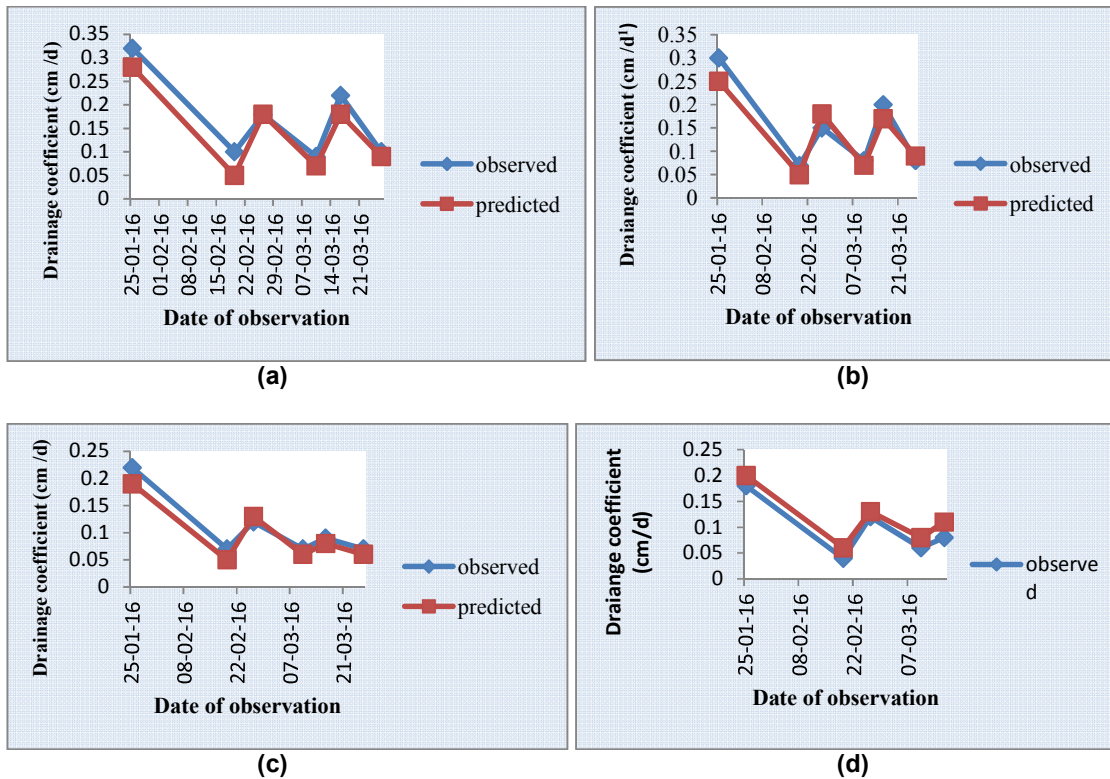 Drainage coefficient (cm /d)
0.35
0.3
0.25
0.2
0.15
0.1
0.05
0
25-01-16
01-02-16
08-02-16
15-02-16
22-02-16
29-02-16
07-03-16
14-03-16
21-03-16
Date of observation
observed
predicted
(a)
Draiange coefficient (cm /d¹)
0.35
0.3
0.25
0.2
0.15
0.1
0.05
0
25-01-16
08-02-16
22-02-16
07-03-16
21-03-16
Date of observation
observed
predicted
(b)
Drainage coefficient (cm /d)
0.25
0.2
0.15
0.1
0.05
0
25-01-16
08-02-16
22-02-16
07-03-16
21-03-16
Date of observation
observed
predicted
(c)
Draiange coefficient
(cm/d)
0.25
0.2
0.15
0.1
0.05
0
25-01-16
08-02-16
22-02-16
07-03-16
Date of observation
observe
d
(d)